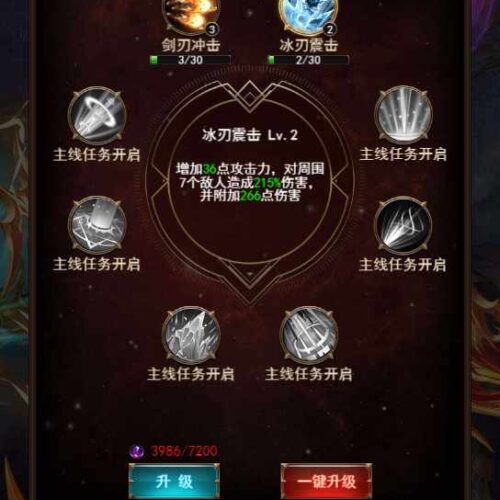 3
2
剑刃冲击
冰刃震击
3/30
2/30
冰刃震击 Lv.2
主线任务开启
主线任务开启
增加36点攻击力，对周围
7个敌人造成215%伤害，
并附加266点伤害
主线任务开启
主线任务开启
主线任务开启
主线任务开启
3986/7200
升级
一键升级